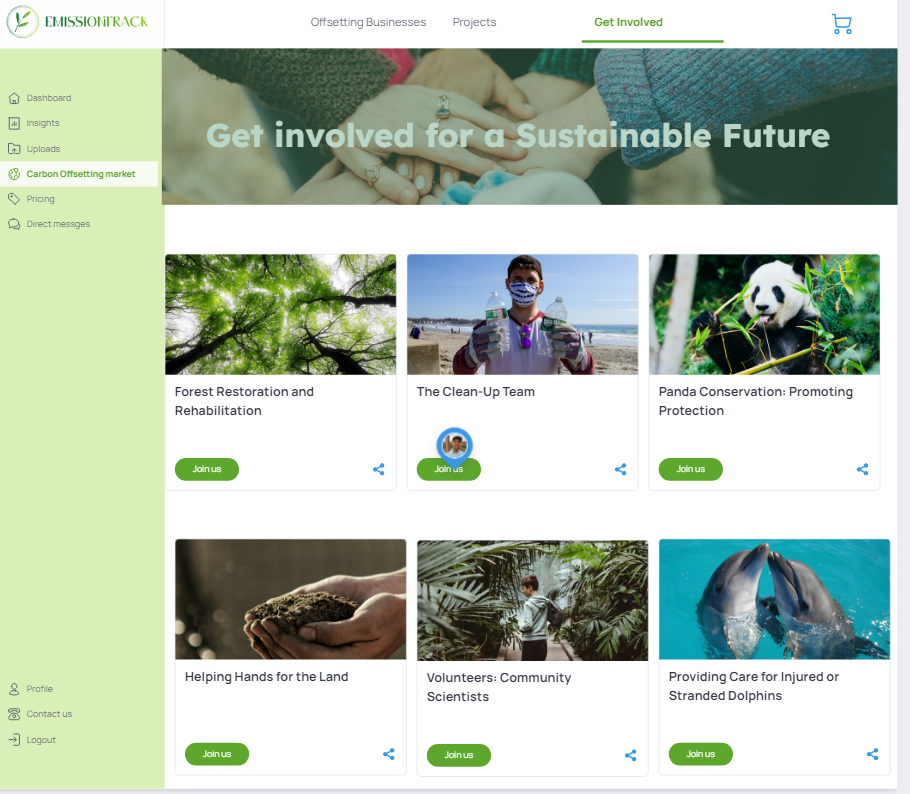 EMISSIONTRACK
Offsetting Businesses
Projects
Get Involved
Dashboard
Insights
Uploads
Carbon Offsetting market
Pricing
Direct messges
Profile
Contact us
Logout
Get involved for a Sustainable Future
Forest Restoration and
Rehabilitation
Join us
The Clean-Up Team
Join us
Panda Conservation: Promoting
Protection
Join us
Helping Hands for the Land
Join us
Volunteers: Community
Scientists
Join us
Providing Care for Injured or
Stranded Dolphins
Join us